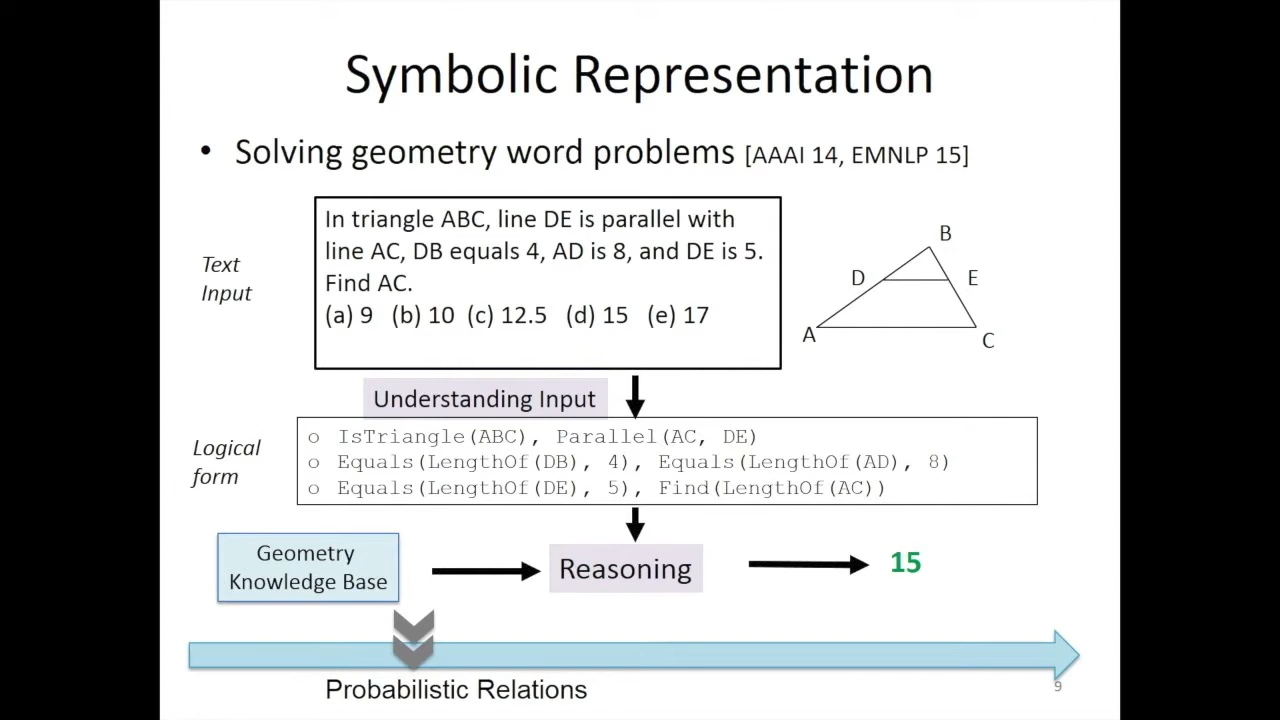 Symbolic Representation
• Solving geometry word problems [AAAI 14, EMNLP 15]
Text
Input
In triangle ABC, line DE is parallel with
line AC, DB equals 4, AD is 8, and DE is 5.
Find AC.
(a) 9 (b) 10 (c) 12.5 (d) 15 (e) 17
B
D
E
A
C
Understanding Input
Logical
form
o IsTriangle(ABC), Parallel(AC, DE)
o Equals(LengthOf(DB), 4), Equals(LengthOf(AD), 8)
o Equals(LengthOf(DE), 5), Find(LengthOf(AC))
Geometry
Knowledge Base
Reasoning
15
Probabilistic Relations
9